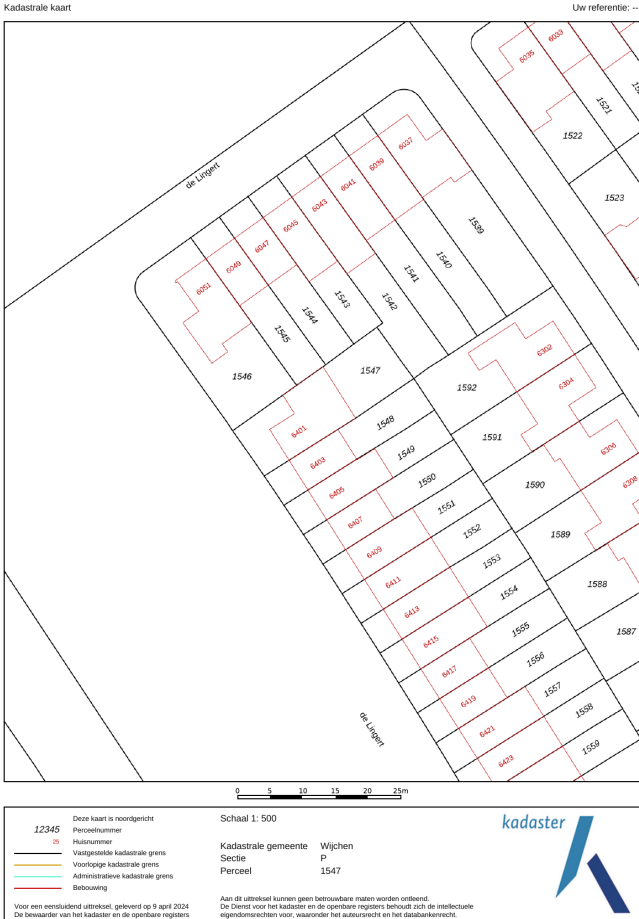 Kadastrale kaart
Uw referentie: --
6033
6035
1521
1522
1523
de Lingert
6037
6039
6041
6043
6045
6047
6049
6051
1539
1540
1541
1542
1543
1544
1545
1546
1547
1592
6302
6304
6401
1548
1591
6306
6403
1549
6308
6405
1550
1590
6407
1551
6409
1552
1589
6411
1553
1588
6413
1554
6415
1555
1587
6417
1556
6419
1557
6421
1558
6423
1559
de Lingert
0 5 10 15 20 25m
Deze kaart is noordgericht
12345 Perceelnummer
25 Huisnummer
Vastgestelde kadastrale grens
Voorlopige kadastrale grens
Administratieve kadastrale grens
Bebouwing
Voor een eensluidend uittreksel, geleverd op 9 april 2024
De bewaarder van het kadaster en de openbare registers
Schaal 1: 500
Kadastrale gemeente Wijchen
Sectie P
Perceel 1547
Aan dit uittreksel kunnen geen betrouwbare maten worden ontleend.
De Dienst voor het kadaster en de openbare registers behoudt zich de intellectuele
eigendomsrechten voor, waaronder het auteursrecht en het databankenrecht.
kadaster